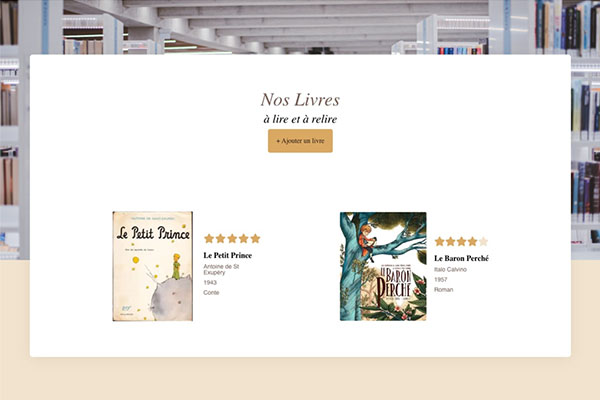 Nos Livres
à lire et à relire
+ Ajouter un livre
Le Petit Prince
Le Petit Prince
Antoine de St
Exupéry
1943
Conte
LE BARON
PERCHÉ
Le Baron Perché
Italo Calvino
1957
Roman